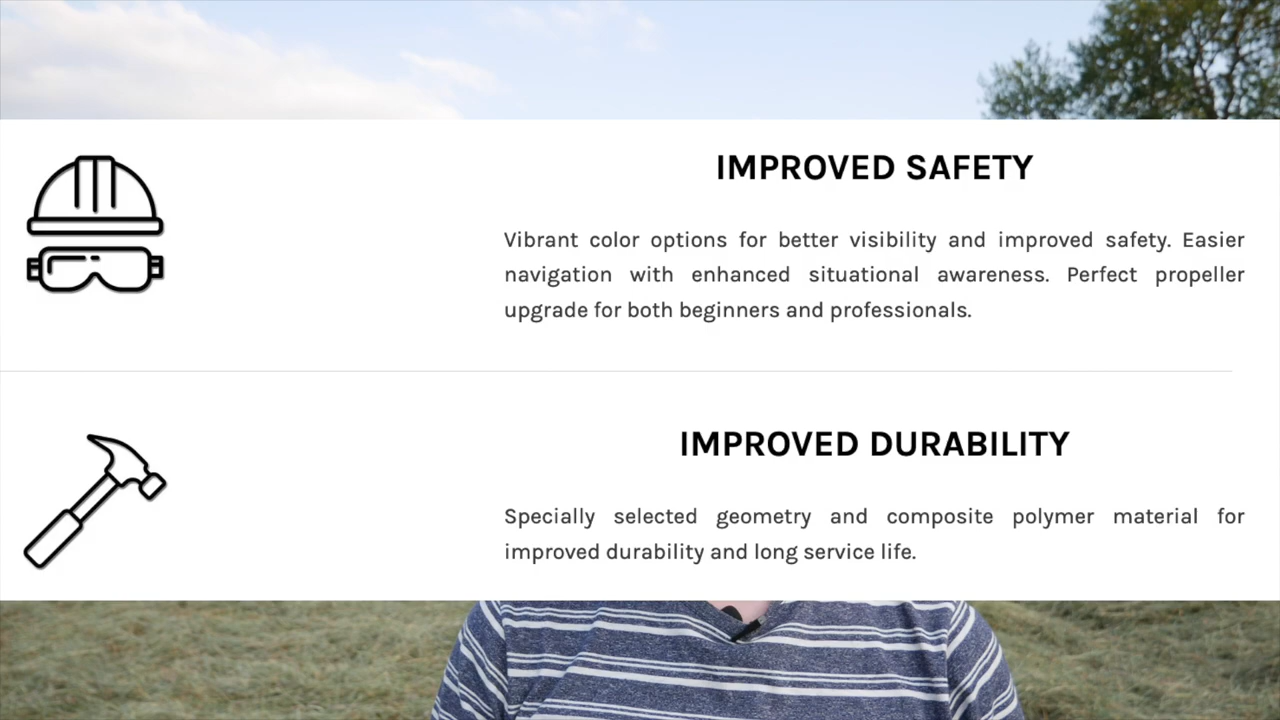 IMPROVED SAFETY
Vibrant color options for better visibility and improved safety. Easier
navigation with enhanced situational awareness. Perfect propeller
upgrade for both beginners and professionals.
IMPROVED DURABILITY
Specially selected geometry and composite polymer material for
improved durability and long service life.